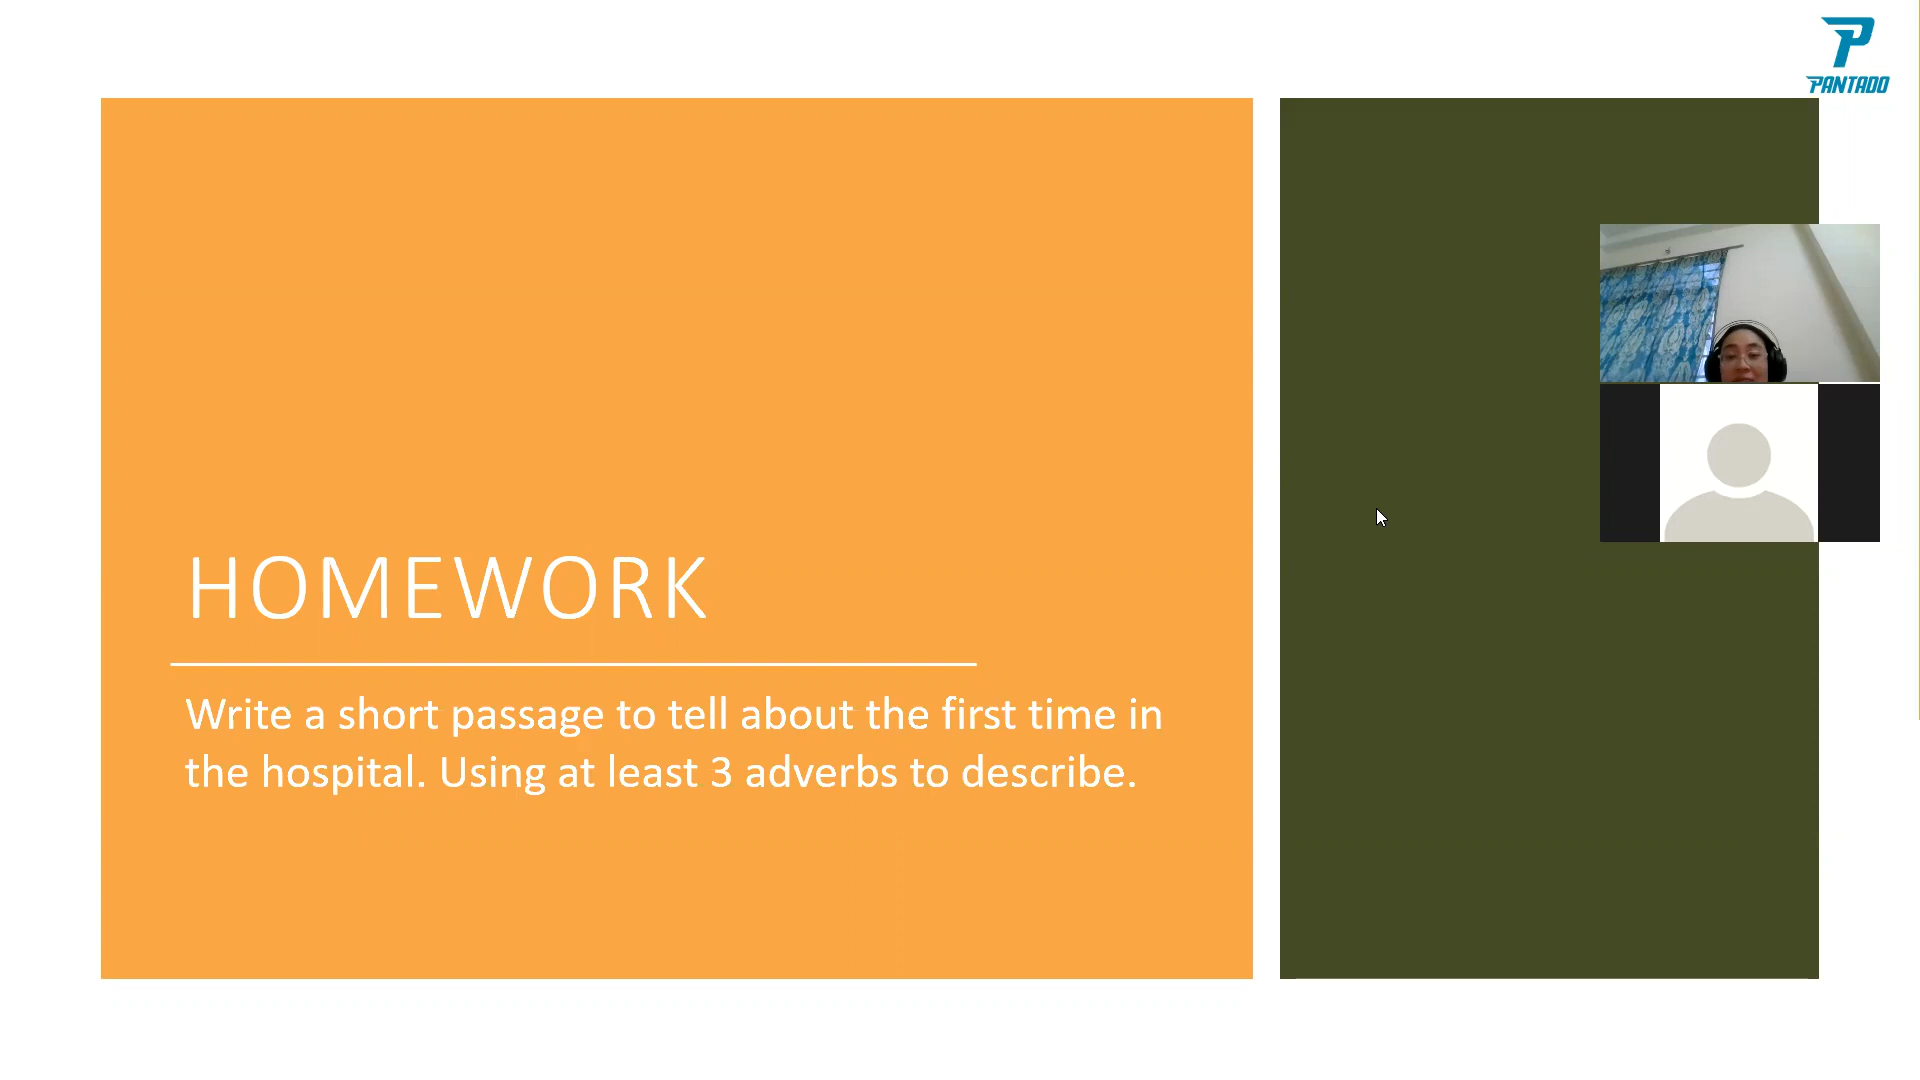 PANTADO
HOMEWORK
Write a short passage to tell about the first time in
the hospital. Using at least 3 adverbs to describe.